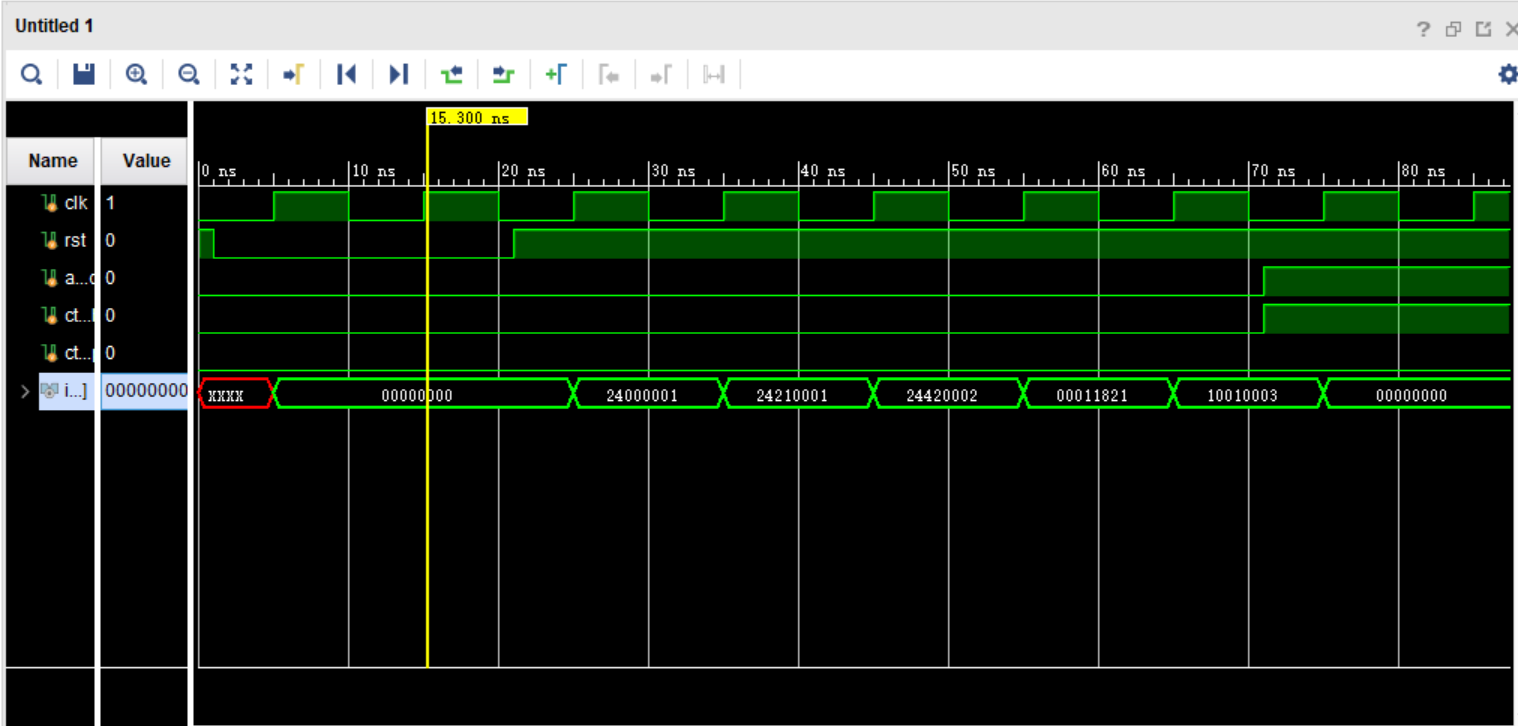 Untitled 1
15.300 ns
Name Value
0 ns 10 ns 20 ns 30 ns 40 ns 50 ns 60 ns 70 ns 80 ns
clk 1
rst 0
a...d 0
ct...l 0
ct...p 0
i...] 00000000 XXXX 00000000 24000001 24210001 24420002 00011821 10010003 00000000